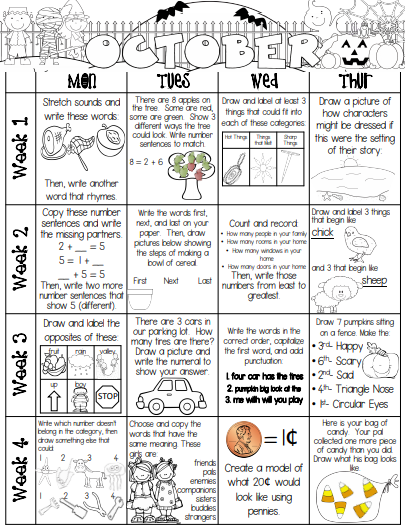 OCTOBER
Mon Tues Wed Thur
Week 1
Stretch sounds and
write these words:
Then, write another
word that rhymes.
There are 8 apples on
the tree. Some are red,
some are green. Show 3
different ways the tree
could look. Write number
sentences to match.
8 = 2 + 6
Draw and label at least 3
things that could fit into
each of these categories.
Hot Things
Things that Melt
Sharp Things
Draw a picture of
how characters
might be dressed if
this were the setting
of their story:
Week 2
Copy these number
sentences and write
the missing partners.
2 + __ = 5
5 = 1 + __
__ + 5 = 5
Then, write two more
number sentences that
show 5 (different).
Write the words first,
next, and last on your
paper. Then, draw
pictures below showing
the steps of making a
bowl of cereal.
First Next Last
Count and record:
• How many people in your family
• How many rooms in your home
• How many windows in your
home
• How many doors in your home
Then, write those
numbers from least to
greatest.
Draw and label 3 things
that begin like
chick
and 3 that begin like
sheep
Week 3
Draw and label the
opposites of these:
fruit
rain
valley
up
boy
STOP
There are 3 cars in
our parking lot. How
many tires are there?
Draw a picture and
write the numeral to
show your answer.
Write the words in the
correct order, capitalize
the first word, and add
punctuation.
1. four car has the tires
2. pumpkin big look at the
3. me with will you play
Draw 7 pumpkins sitting
on a fence. Make the:
• 3rd- Happy
• 6th- Scary
• 2nd- Sad
• 4th- Triangle Nose
• 1st- Circular Eyes
Week 4
Write which number doesn't
belong in the category, then
draw something else that
could.
1 2 3 4
1 2 3 4
Choose and copy the
words that have the
same meaning. These
girls are:
friends
pals
enemies
companions
sisters
buddies
strangers
= 1¢
Create a model of
what 20¢ would
look like using
pennies.
Here is your bag of
candy. Your pal
collected one more
piece of candy than you did.
Draw what his bag looks
like.